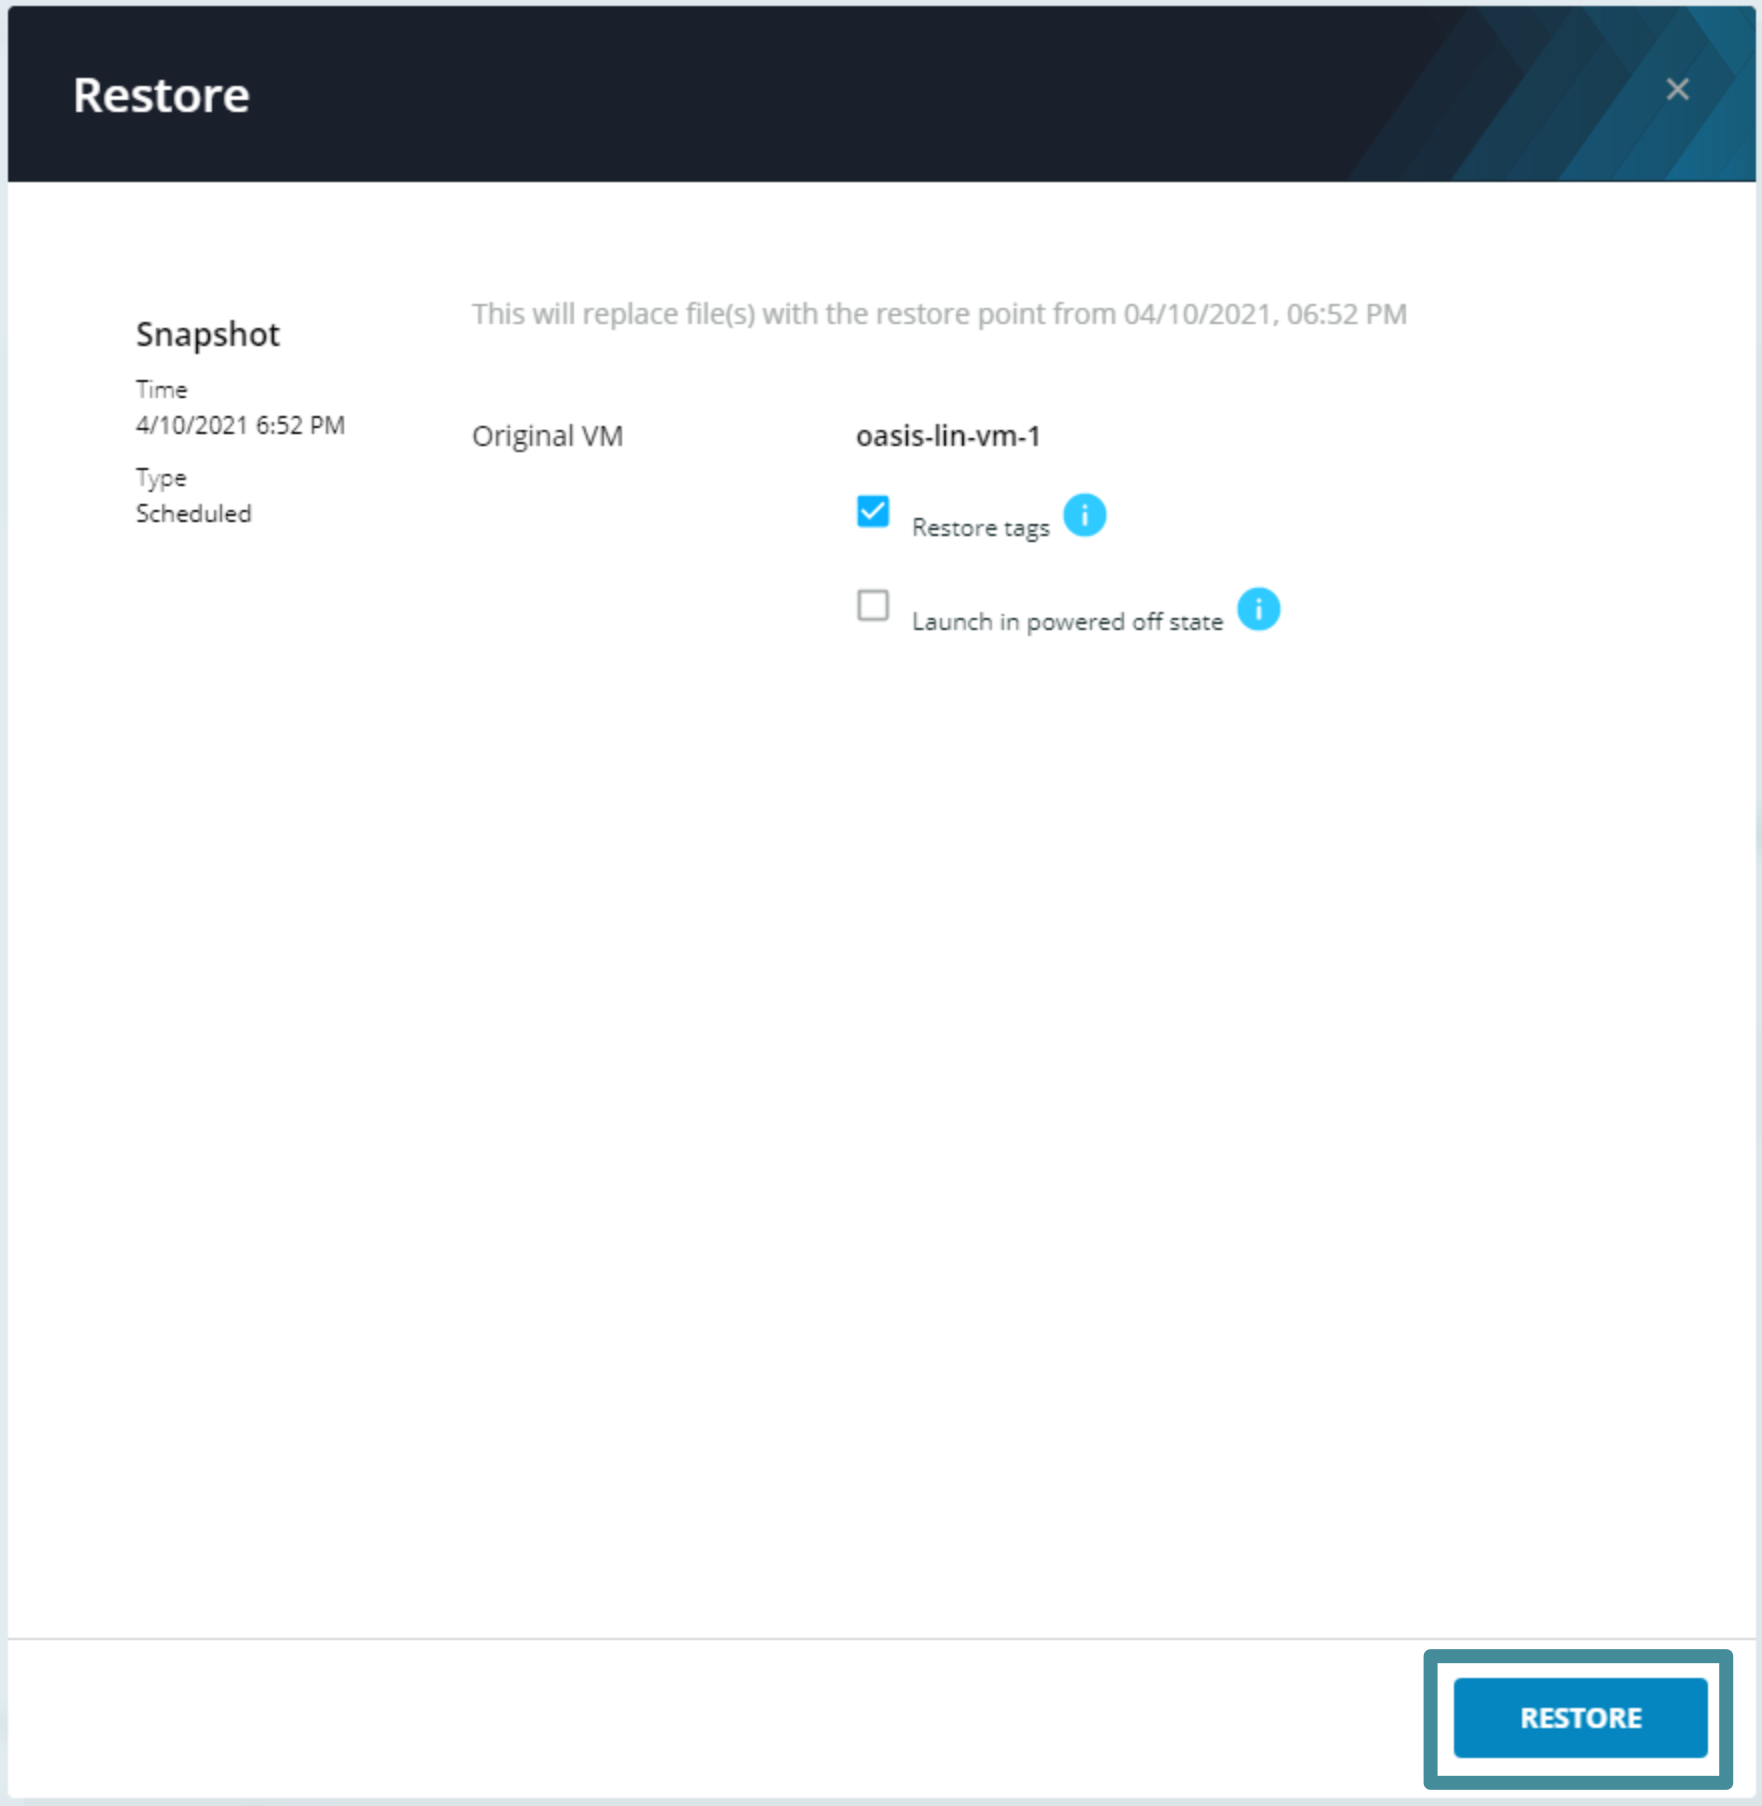 Restore
Snapshot
Time
4/10/2021 6:52 PM
Type
Scheduled
This will replace file(s) with the restore point from 04/10/2021, 06:52 PM
Original VM
oasis-lin-vm-1
Restore tags
Launch in powered off state
RESTORE